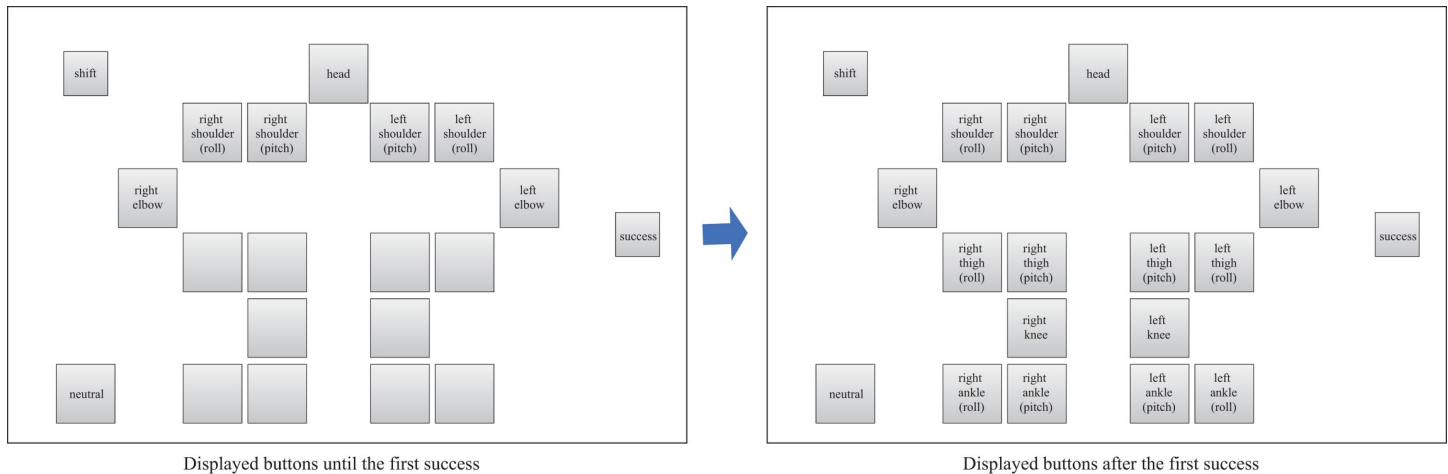 shift
head
right
shoulder
(roll)
right
shoulder
(pitch)
left
shoulder
(pitch)
left
shoulder
(roll)
right
elbow
left
elbow
success
neutral
Displayed buttons until the first success
shift
head
right
shoulder
(roll)
right
shoulder
(pitch)
left
shoulder
(pitch)
left
shoulder
(roll)
right
elbow
left
elbow
success
right
thigh
(roll)
right
thigh
(pitch)
left
thigh
(pitch)
left
thigh
(roll)
right
knee
left
knee
neutral
right
ankle
(roll)
right
ankle
(pitch)
left
ankle
(pitch)
left
ankle
(roll)
Displayed buttons after the first success